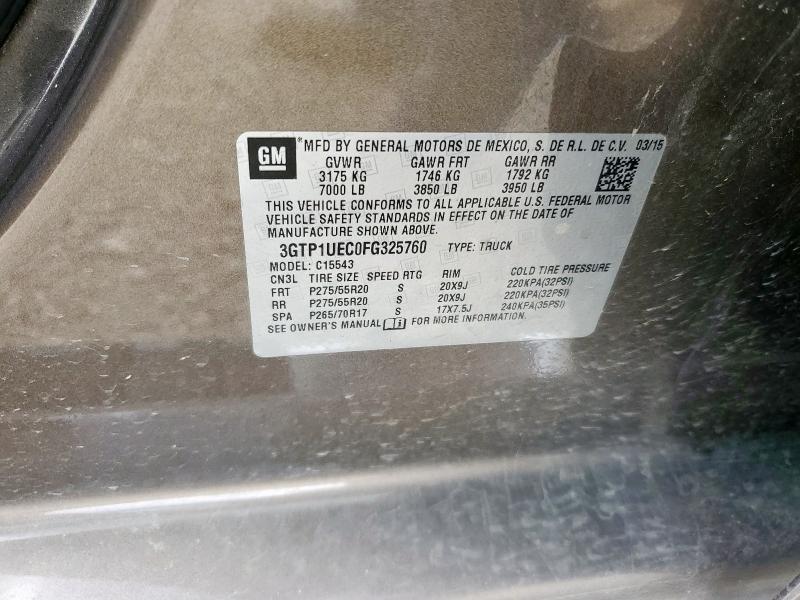 GM ® MFD BY GENERAL MOTORS DE MEXICO, S. DE R.L. DE C.V. 03/15
GVWR GAWR FRT GAWR RR
3175 KG 1746 KG 1792 KG
7000 LB 3850 LB 3950 LB
THIS VEHICLE CONFORMS TO ALL APPLICABLE U.S. FEDERAL MOTOR
VEHICLE SAFETY STANDARDS IN EFFECT ON THE DATE OF
MANUFACTURE SHOWN ABOVE.
3GTP1UEC0FG325760 TYPE: TRUCK
MODEL: C15543
CN3L TIRE SIZE SPEED RTG RIM COLD TIRE PRESSURE
FRT P275/55R20 S 20X9J 220KPA(32PSI)
RR P275/55R20 S 20X9J 220KPA(32PSI)
SPA P265/70R17 S 17X7.5J 240KPA(35PSI)
SEE OWNER'S MANUAL FOR MORE INFORMATION.